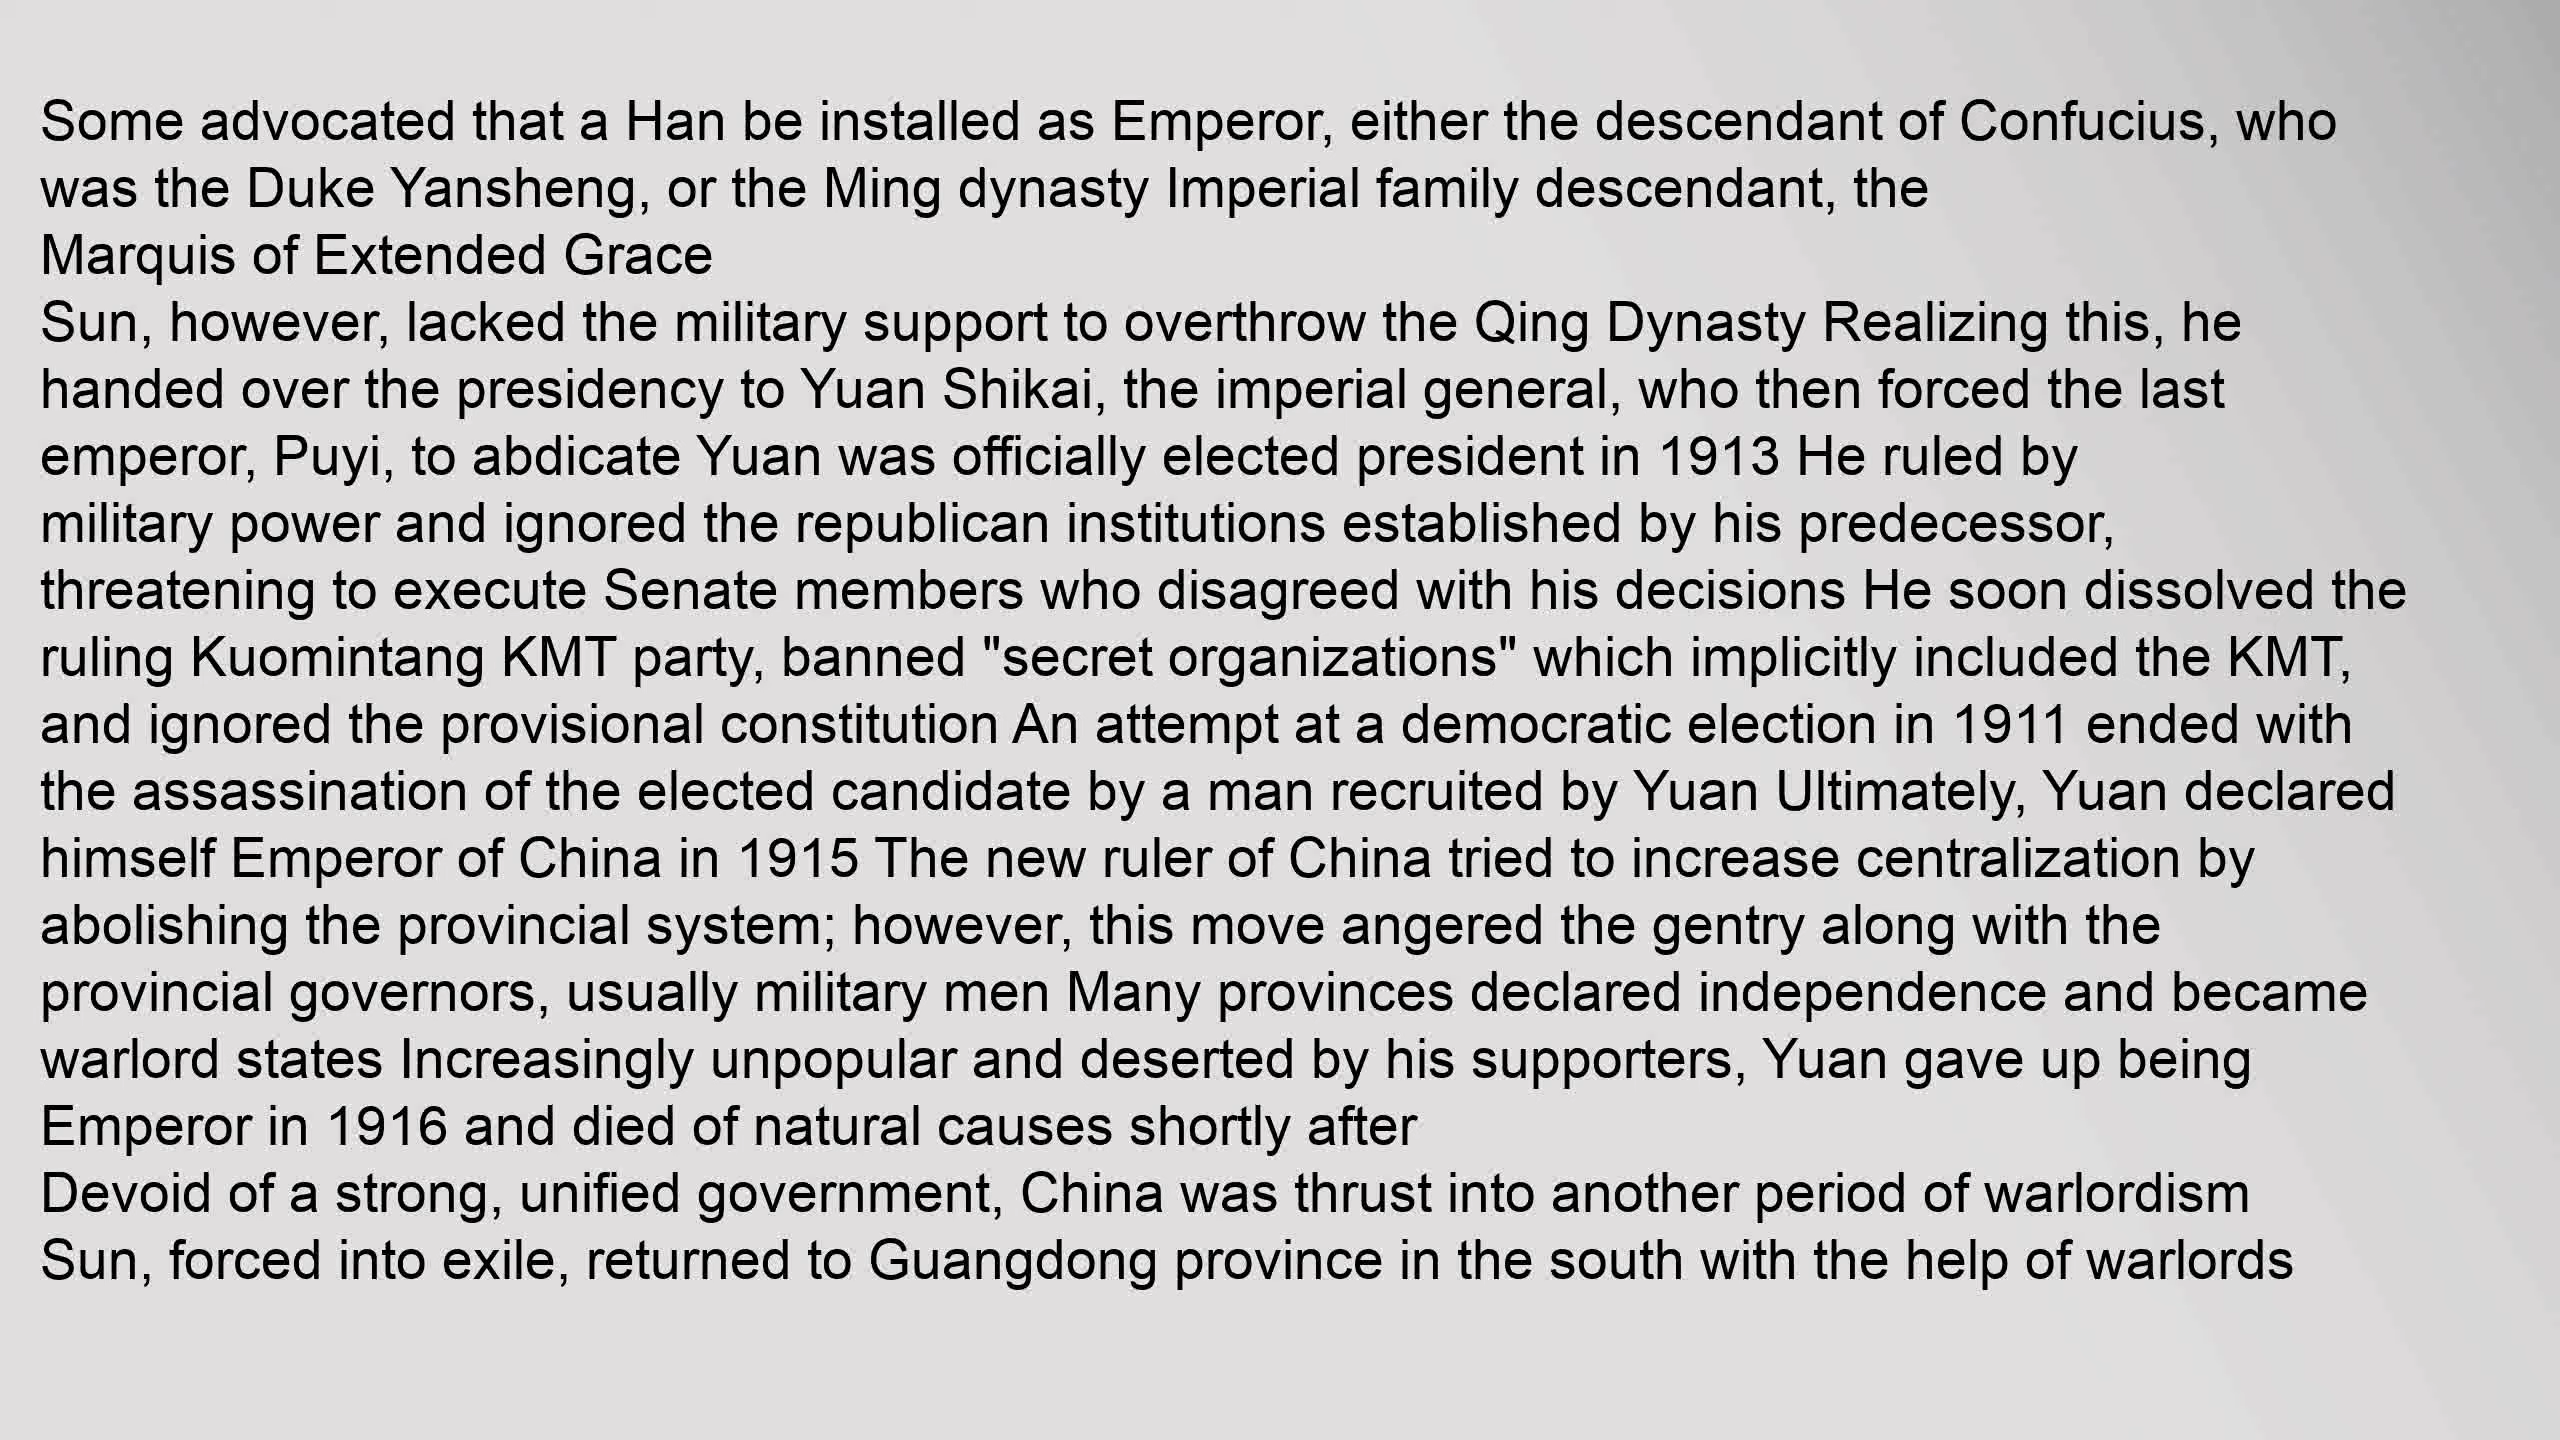 Some advocated that a Han be installed as Emperor, either the descendant of Confucius, who
was the Duke Yansheng, or the Ming dynasty Imperial family descendant, the
Marquis of Extended Grace
Sun, however, lacked the military support to overthrow the Qing Dynasty Realizing this, he
handed over the presidency to Yuan Shikai, the imperial general, who then forced the last
emperor, Puyi, to abdicate Yuan was officially elected president in 1913 He ruled by
military power and ignored the republican institutions established by his predecessor,
threatening to execute Senate members who disagreed with his decisions He soon dissolved the
ruling Kuomintang KMT party, banned "secret organizations" which implicitly included the KMT,
and ignored the provisional constitution An attempt at a democratic election in 1911 ended with
the assassination of the elected candidate by a man recruited by Yuan Ultimately, Yuan declared
himself Emperor of China in 1915 The new ruler of China tried to increase centralization by
abolishing the provincial system; however, this move angered the gentry along with the
provincial governors, usually military men Many provinces declared independence and became
warlord states Increasingly unpopular and deserted by his supporters, Yuan gave up being
Emperor in 1916 and died of natural causes shortly after
Devoid of a strong, unified government, China was thrust into another period of warlordism
Sun, forced into exile, returned to Guangdong province in the south with the help of warlords